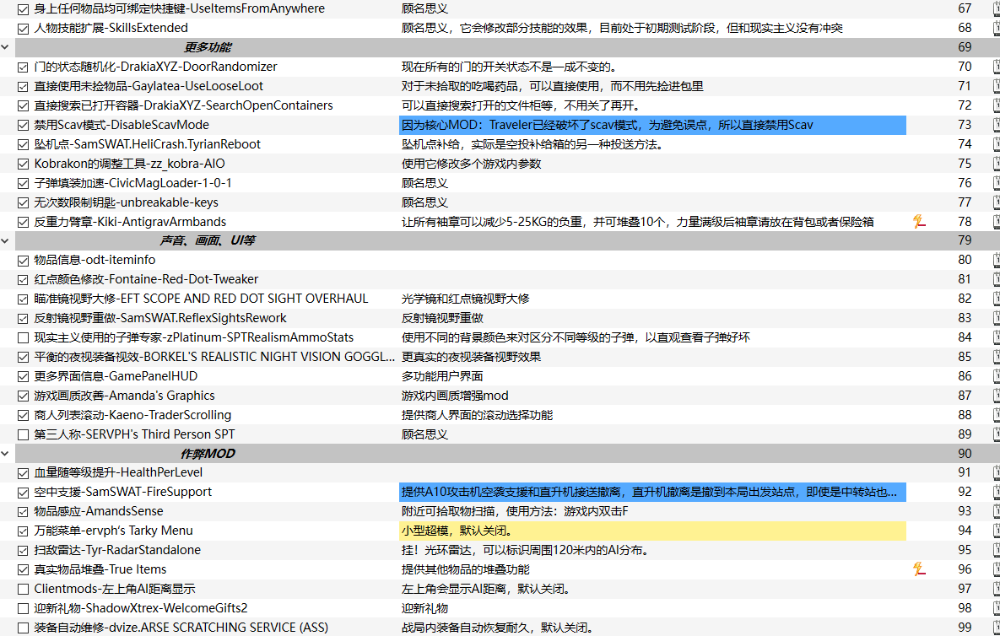 身上任何物品均可绑定快捷键-UseItemsFromAnywhere 顾名思义 67
人物技能扩展-SkillsExtended 顾名思义，它会修改部分技能的效果，目前处于初期测试阶段，但和现实主义没有冲突 68
更多功能 69
门的状态随机化-DrakiaXYZ-DoorRandomizer 现在所有的门的开关状态不是一成不变的。 70
直接使用未捡物品-Gaylatea-UseLooseLoot 对于未拾取的吃喝药品，可以直接使用，而不用先捡进包里 71
直接搜索已打开容器-DrakiaXYZ-SearchOpenContainers 可以直接搜索打开的文件柜等，不用关了再开。 72
禁用Scav模式-DisableScavMode 因为核心MOD：Traveler已经破坏了scav模式，为避免误点，所以直接禁用Scav 73
坠机点-SamSWAT.HeliCrash.TyrianReboot 坠机点补给，实际是空投补给箱的另一种投送方法。 74
Kobrakon的调整工具-zz_kobra-AIO 使用它修改多个游戏内参数 75
子弹填装加速-CivicMagLoader-1-0-1 顾名思义 76
无次数限制钥匙-unbreakable-keys 顾名思义 77
反重力臂章-Kiki-AntigravArmbands 让所有袖章可以减少5-25KG的负重，并可堆叠10个，力量满级后袖章请放在背包或者保险箱 78
声音、画面、UI等 79
物品信息-odt-iteminfo 80
红点颜色修改-Fontaine-Red-Dot-Tweaker 81
瞄准镜视野大修-EFT SCOPE AND RED DOT SIGHT OVERHAUL 光学镜和红点镜视野大修 82
反射镜视野重做-SamSWAT.ReflexSightsRework 反射镜视野重做 83
现实主义使用的子弹专家-zPlatinum-SPTRealismAmmoStats 使用不同的背景颜色来对区分不同等级的子弹，以直观查看子弹好坏 84
平衡的夜视装备视效-BORKEL'S REALISTIC NIGHT VISION GOGGL... 更真实的夜视装备视野效果 85
更多界面信息-GamePanelHUD 多功能用户界面 86
游戏画质改善-Amanda's Graphics 游戏内画质增强mod 87
商人列表滚动-Kaeno-TraderScrolling 提供商人界面的滚动选择功能 88
第三人称-SERVPH's Third Person SPT 顾名思义 89
作弊MOD 90
血量随等级提升-HealthPerLevel 91
空中支援-SamSWAT-FireSupport 提供A10攻击机空袭支援和直升机接送撤离，直升机撤离是撤到本局出发站点，即使是中转站也... 92
物品感应-AmandsSense 附近可拾取物扫描，使用方法：游戏内双击F 93
万能菜单-ervph‘s Tarky Menu 小型超模，默认关闭。 94
扫敌雷达-Tyr-RadarStandalone 挂！光环雷达，可以标识周围120米内的AI分布。 95
真实物品堆叠-True Items 提供其他物品的堆叠功能 96
Clientmods-左上角AI距离显示 左上角会显示AI距离，默认关闭。 97
迎新礼物-ShadowXtrex-WelcomeGifts2 迎新礼物 98
装备自动维修-dvize.ARSE SCRATCHING SERVICE (ASS) 战局内装备自动恢复耐久，默认关闭。 99